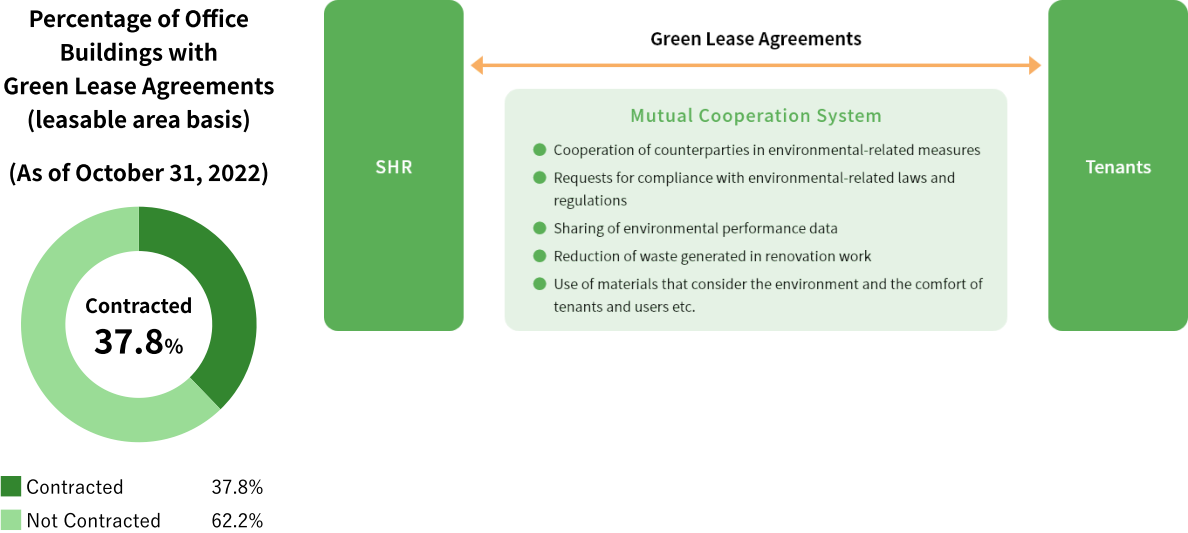 Percentage of Office
Buildings with
Green Lease Agreements
(leasable area basis)
(As of October 31, 2022)
Contracted
37.8%
Contracted 37.8%
Not Contracted 62.2%
SHR
Green Lease Agreements
Mutual Cooperation System
Cooperation of counterparties in environmental-related measures
Requests for compliance with environmental-related laws and
regulations
Sharing of environmental performance data
Reduction of waste generated in renovation work
Use of materials that consider the environment and the comfort of
tenants and users etc.
Tenants